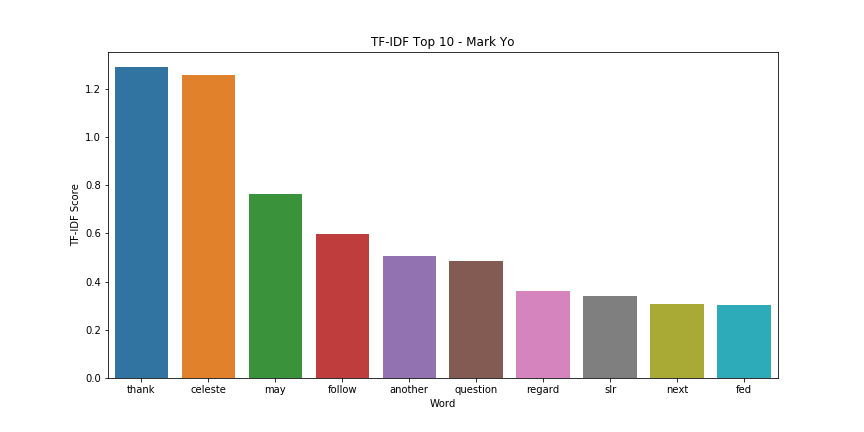 TF-IDF Top 10 - Mark Yo
TF-IDF Score
1.2
1.0
0.8
0.6
0.4
0.2
0.0
thank celeste may follow another question regard slr next fed
Word